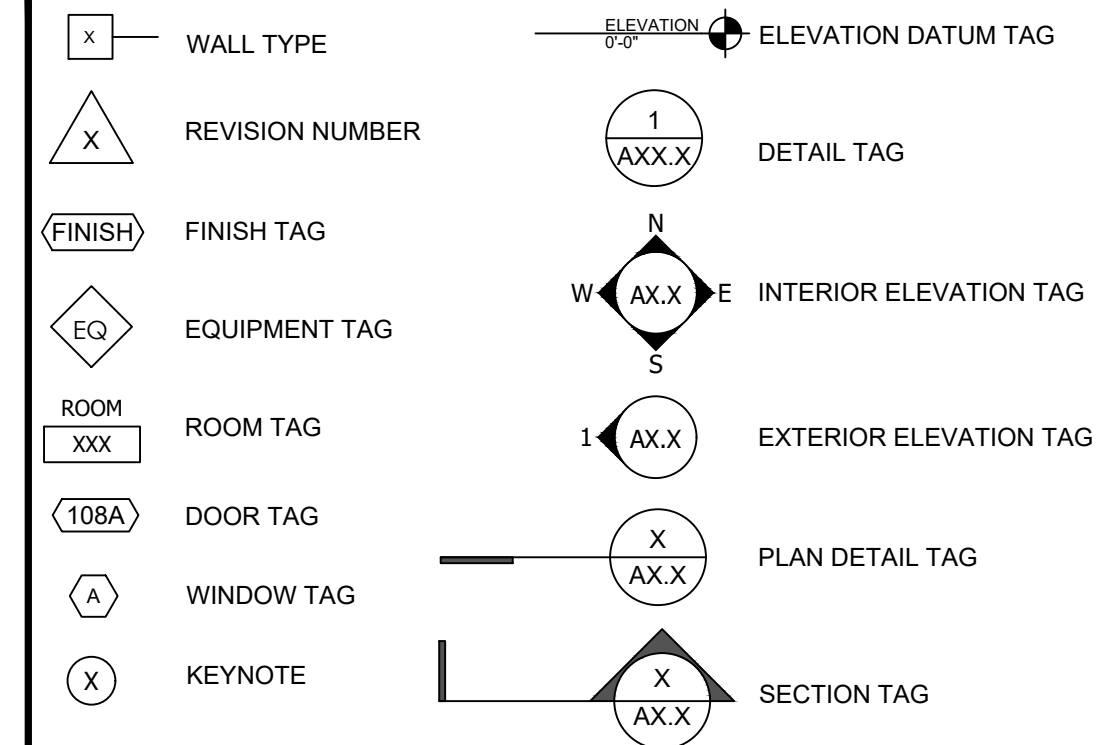 X WALL TYPE
X REVISION NUMBER
FINISH FINISH TAG
EQ EQUIPMENT TAG
ROOM
XXX
ROOM TAG
108A DOOR TAG
A WINDOW TAG
X KEYNOTE
ELEVATION
0'-0"
ELEVATION DATUM TAG
1
AXX.X
DETAIL TAG
N
W AX.X E INTERIOR ELEVATION TAG
S
1 AX.X EXTERIOR ELEVATION TAG
X
AX.X
PLAN DETAIL TAG
X
AX.X
SECTION TAG